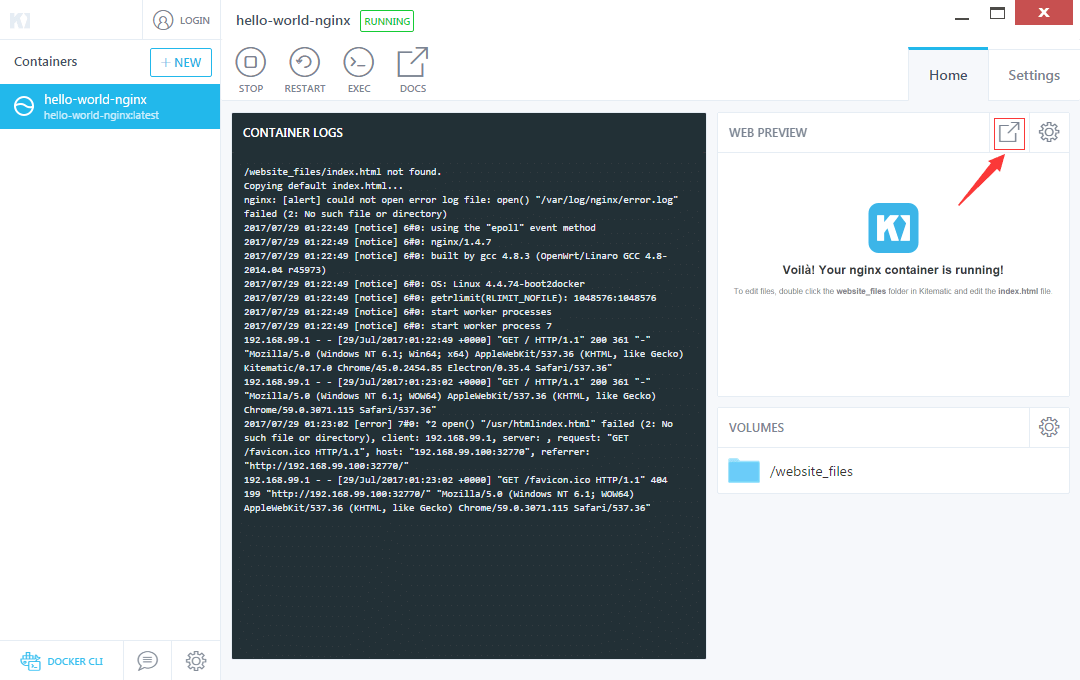 LOGIN
hello-world-nginx
RUNNING
Containers
+ NEW
hello-world-nginx
hello-world-nginx:latest
STOP
RESTART
EXEC
DOCS
Home
Settings
CONTAINER LOGS
/website_files/index.html not found.
Copying default index.html...
nginx: [alert] could not open error log file: open() "/var/log/nginx/error.log"
failed (2: No such file or directory)
2017/07/29 01:22:49 [notice] 6#0: using the "epoll" event method
2017/07/29 01:22:49 [notice] 6#0: nginx/1.4.7
2017/07/29 01:22:49 [notice] 6#0: built by gcc 4.8.3 (OpenWrt/Linaro GCC 4.8-
2014.04 r45973)
2017/07/29 01:22:49 [notice] 6#0: OS: Linux 4.4.74-boot2docker
2017/07/29 01:22:49 [notice] 6#0: getrlimit(RLIMIT_NOFILE): 1048576:1048576
2017/07/29 01:22:49 [notice] 6#0: start worker processes
2017/07/29 01:22:49 [notice] 6#0: start worker process 7
192.168.99.1 - - [29/Jul/2017:01:22:49 +0000] "GET / HTTP/1.1" 200 361 "-"
"Mozilla/5.0 (Windows NT 6.1; Win64; x64) AppleWebKit/537.36 (KHTML, like Gecko)
Kitematic/0.17.0 Chrome/45.0.2454.85 Electron/0.35.4 Safari/537.36"
192.168.99.1 - - [29/Jul/2017:01:23:02 +0000] "GET / HTTP/1.1" 200 361 "-"
"Mozilla/5.0 (Windows NT 6.1; WOW64) AppleWebKit/537.36 (KHTML, like Gecko)
Chrome/59.0.3071.115 Safari/537.36"
2017/07/29 01:23:02 [error] 7#0: *2 open() "/usr/htmlindex.html" failed (2: No
such file or directory), client: 192.168.99.1, server: , request: "GET
/favicon.ico HTTP/1.1", host: "192.168.99.100:32770", referrer:
"http://192.168.99.100:32770/"
192.168.99.1 - - [29/Jul/2017:01:23:02 +0000] "GET /favicon.ico HTTP/1.1" 404
199 "http://192.168.99.100:32770/" "Mozilla/5.0 (Windows NT 6.1; WOW64)
AppleWebKit/537.36 (KHTML, like Gecko) Chrome/59.0.3071.115 Safari/537.36"
WEB PREVIEW
Voilà! Your nginx container is running!
To edit files, double click the website_files folder in Kitematic and edit the index.html file
VOLUMES
/website_files
DOCKER CLI